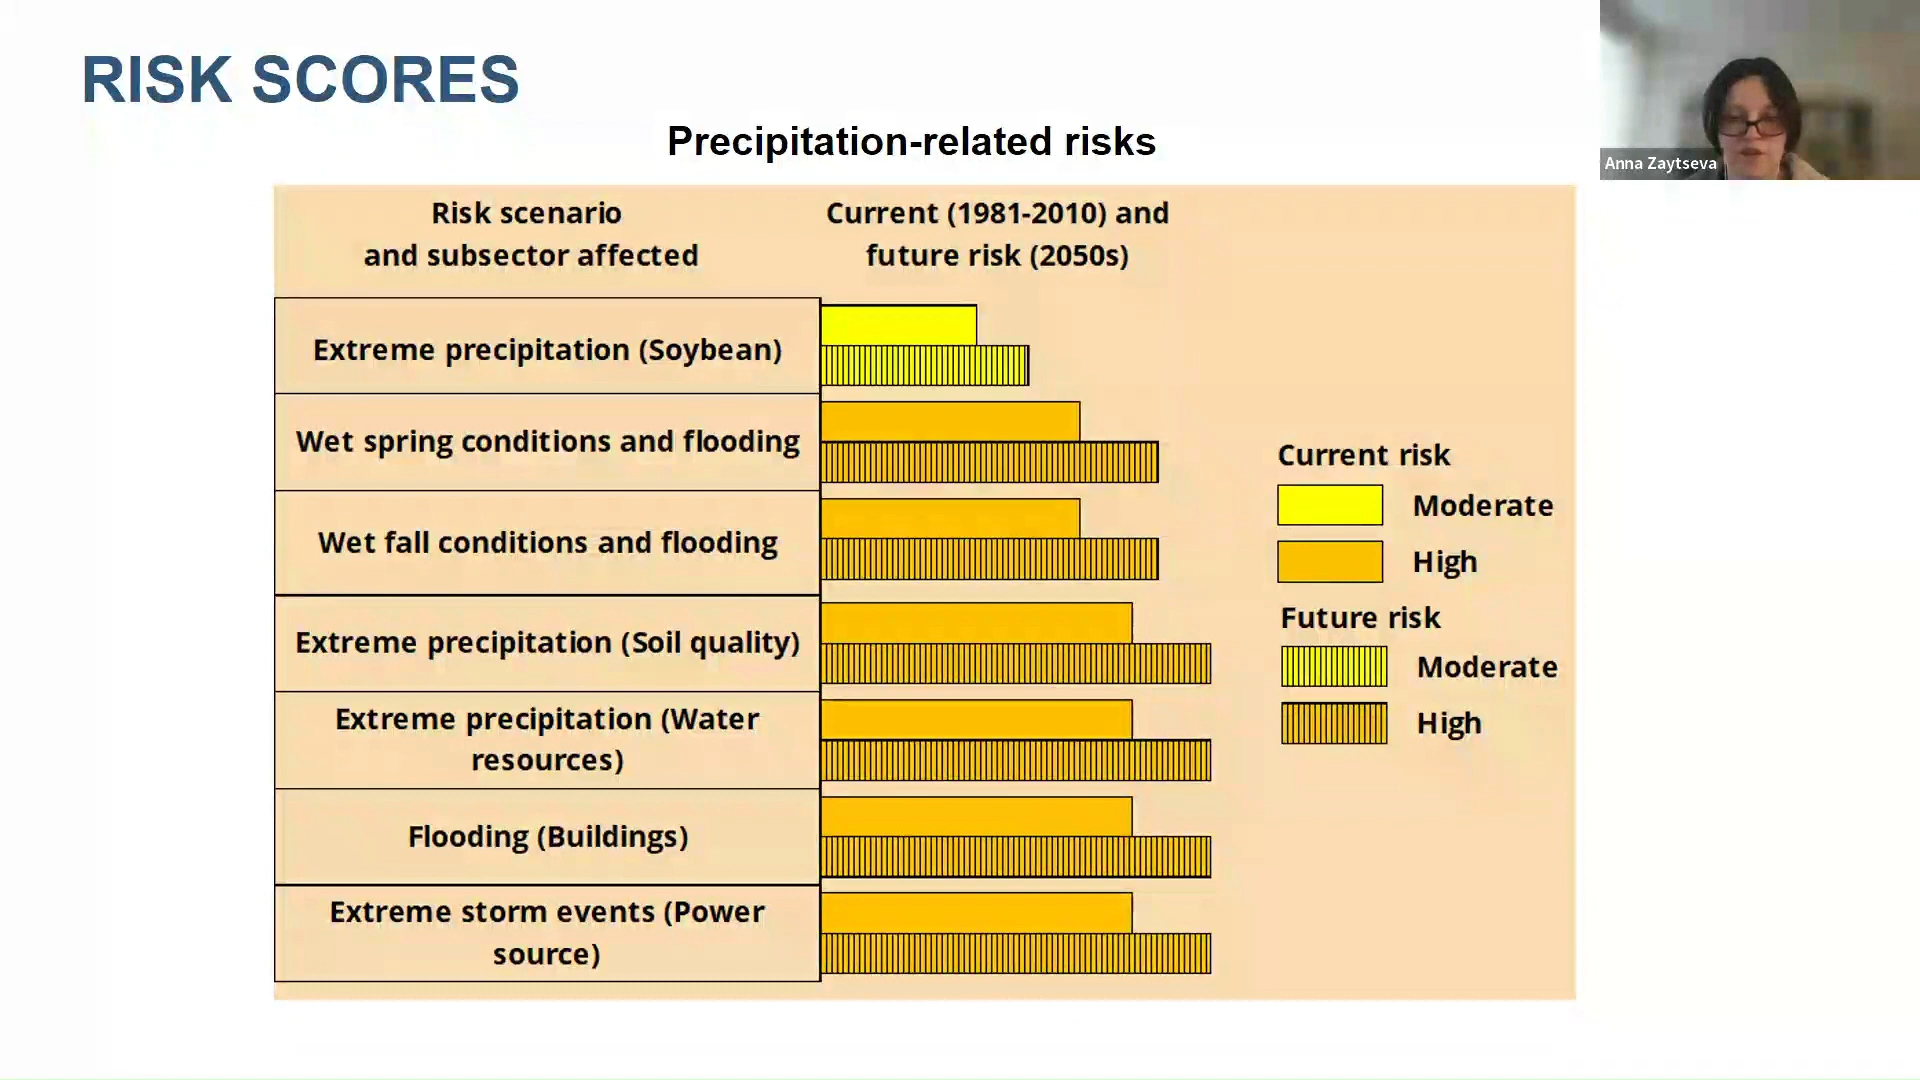 RISK SCORES
Anna Zaytseva
Precipitation-related risks
Risk scenario
and subsector affected
Current (1981-2010) and
future risk (2050s)
Extreme precipitation (Soybean)
Wet spring conditions and flooding
Wet fall conditions and flooding
Extreme precipitation (Soil quality)
Extreme precipitation (Water
resources)
Flooding (Buildings)
Extreme storm events (Power
source)
Current risk
Moderate
High
Future risk
Moderate
High